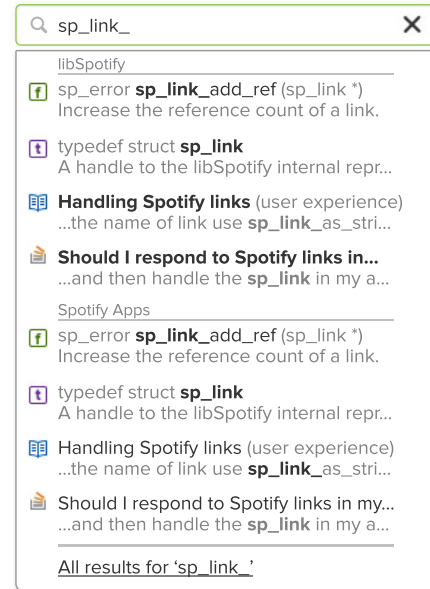 sp_link_
libSpotify
f sp_error sp_link_add_ref (sp_link *)
Increase the reference count of a link.
t typedef struct sp_link
A handle to the libSpotify internal repr...
Handling Spotify links (user experience)
...the name of link use sp_link_as_stri...
Should I respond to Spotify links in...
...and then handle the sp_link in my a...
Spotify Apps
f sp_error sp_link_add_ref (sp_link *)
Increase the reference count of a link.
t typedef struct sp_link
A handle to the libSpotify internal repr...
Handling Spotify links (user experience)
...the name of link use sp_link_as_stri...
Should I respond to Spotify links in my...
...and then handle the sp_link in my a...
All results for ‘sp_link_’